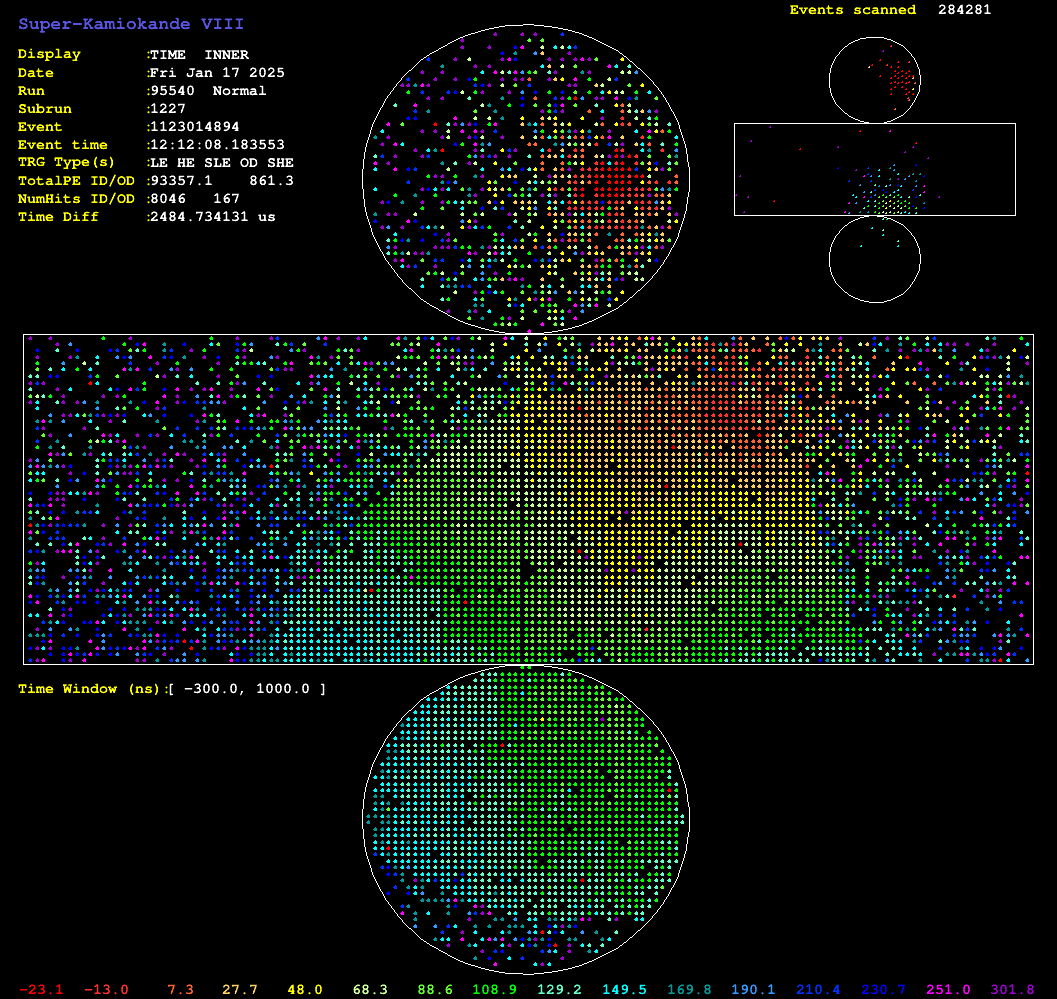 Super-Kamiokande VIII
Events scanned 284281
Display :TIME INNER
Date :Fri Jan 17 2025
Run :95540 Normal
Subrun :1227
Event :1123014894
Event time :12:12:08.183553
TRG Type(s) :LE HE SLE OD SHE
TotalPE ID/OD :93357.1 861.3
NumHits ID/OD :8046 167
Time Diff :2484.734131 us
Time Window (ns):[ -300.0, 1000.0 ]
-23.1 -13.0 7.3 27.7 48.0 68.3 88.6 108.9 129.2 149.5 169.8 190.1 210.4 230.7 251.0 301.8